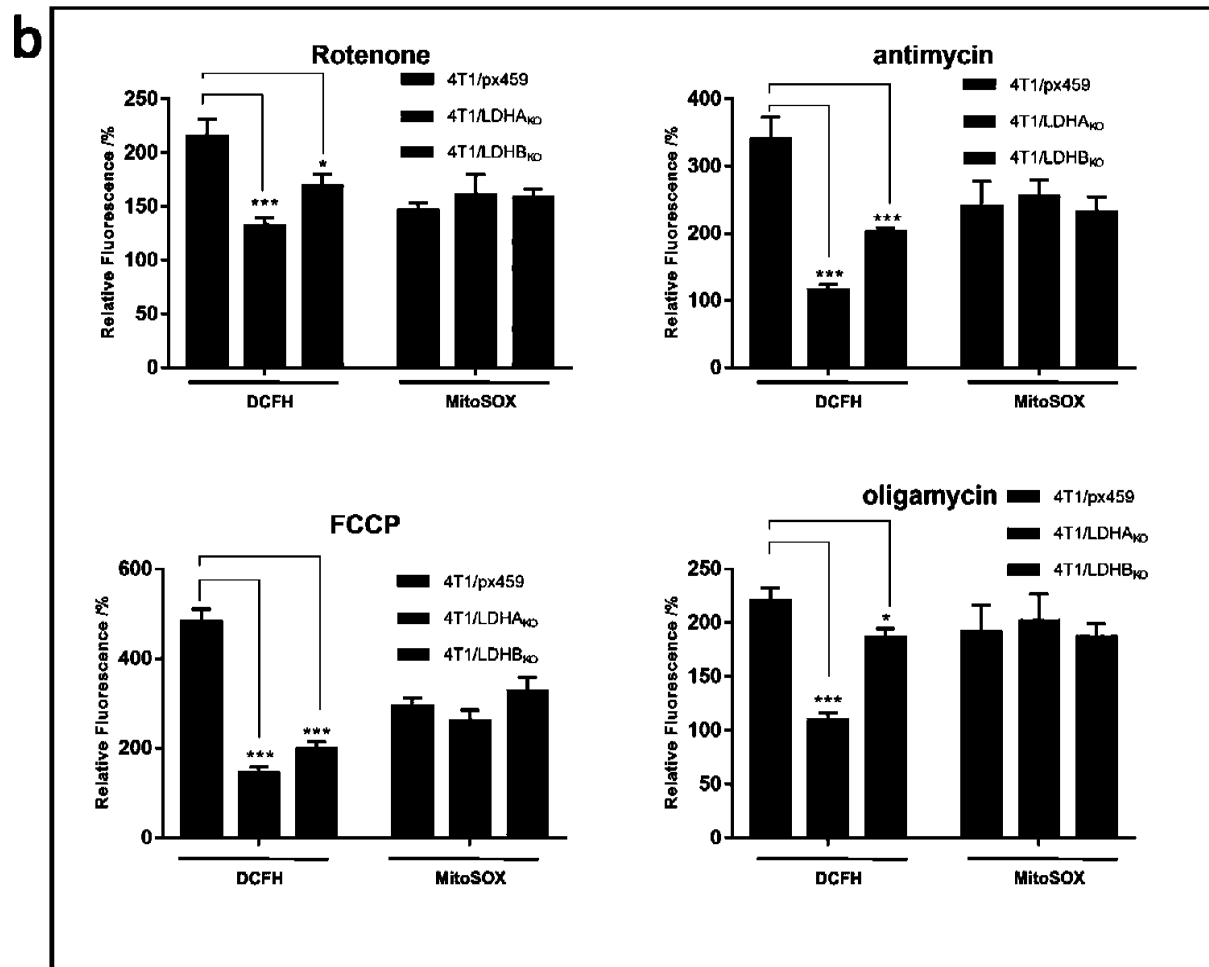 b
Rotenone
4T1/px459
4T1/LDHAKO
4T1/LDHBKO
Relative Fluorescence /%
250
200
150
100
50
0
***
*
DCFH
MitoSOX
antimycin
4T1/px459
4T1/LDHAKO
4T1/LDHBKO
Relative Fluorescence /%
400
300
200
100
0
***
***
DCFH
MitoSOX
FCCP
4T1/px459
4T1/LDHAKO
4T1/LDHBKO
Relative Fluorescence /%
600
400
200
0
***
***
DCFH
MitoSOX
oligamycin
4T1/px459
4T1/LDHAKO
4T1/LDHBKO
Relative Fluorescence /%
250
200
150
100
50
0
***
*
DCFH
MitoSOX